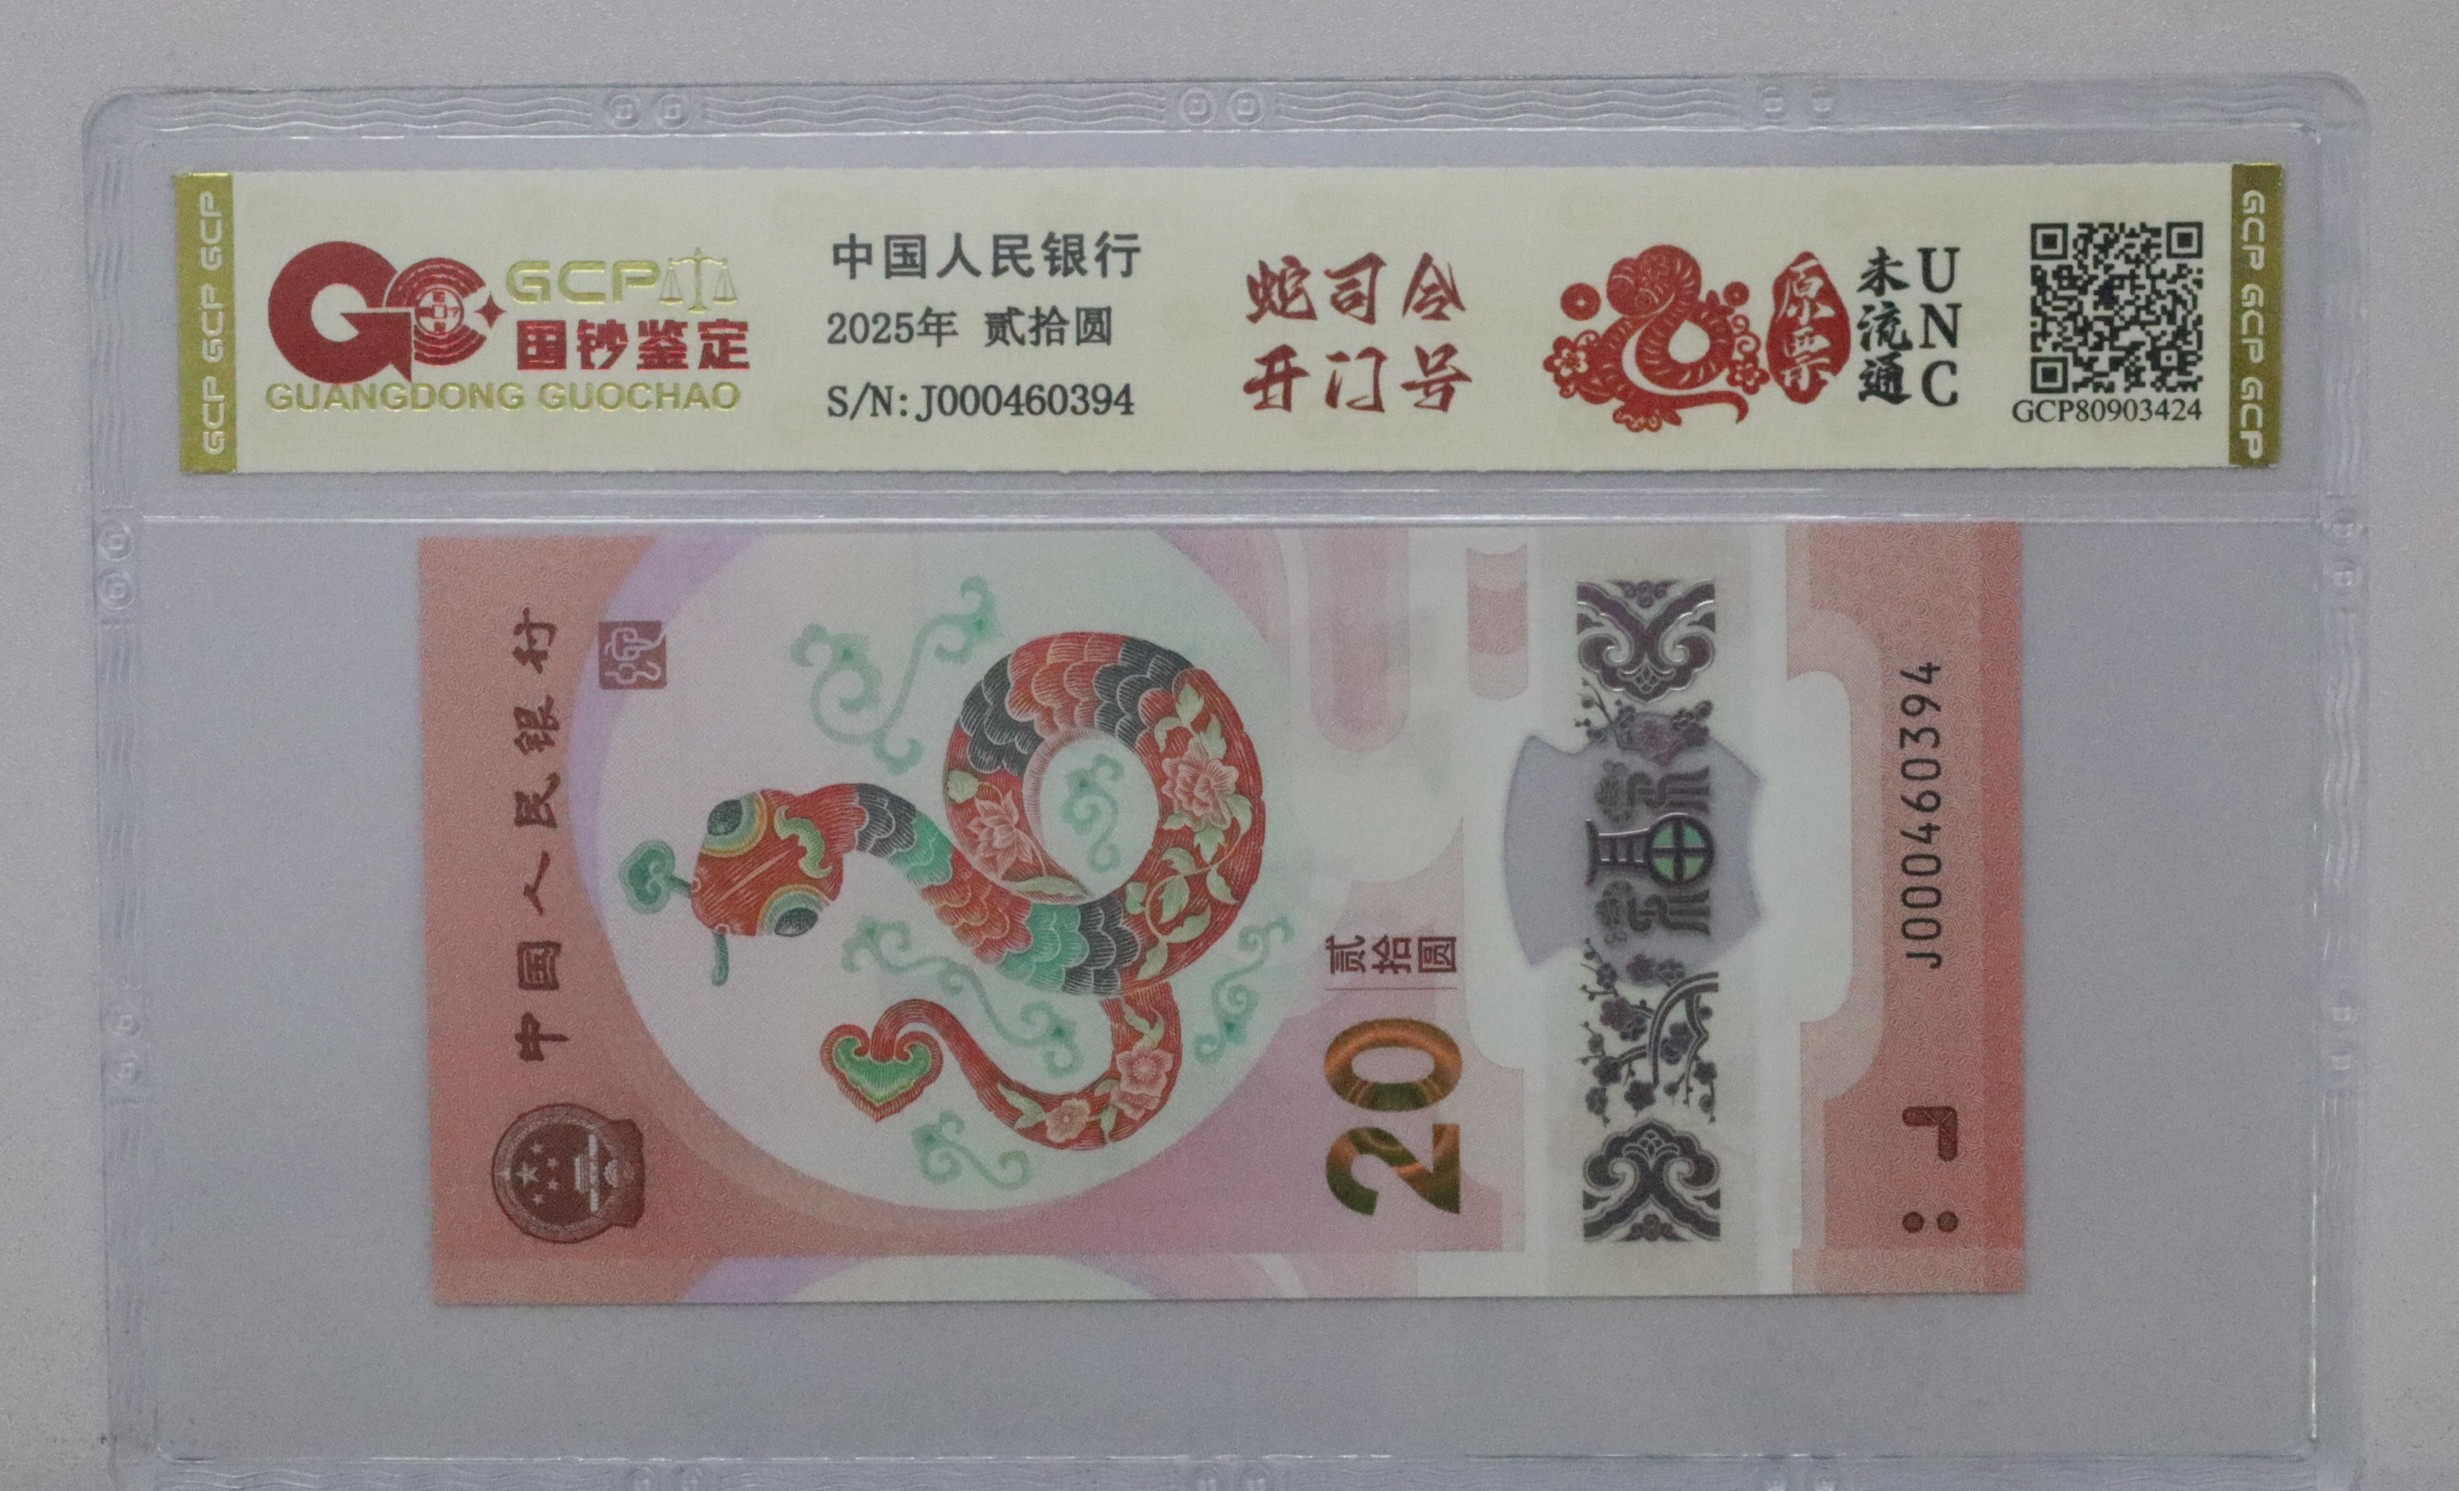 GCP GCP GCP
GCP
国钞鉴定
GUANGDONG GUOCHAO
中国人民银行
2025年 贰拾圆
S/N: J000460394
蛇司令
开门号
原票
未流通
UNC
GCP80903424
GCP GCP GCP
中国人民银行
贰拾圆
20
J000460394